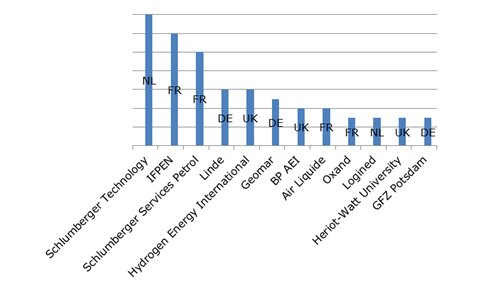 NL
FR
FR
DE
UK
DE
UK
FR
FR
NL
UK
DE
Schlumberger Technology
IFPEN
Schlumberger Services Petrol
Linde
Hydrogen Energy International
Geomar
BP AEI
Air Liquide
Oxand
Logined
Heriot-Watt University
GFZ Potsdam